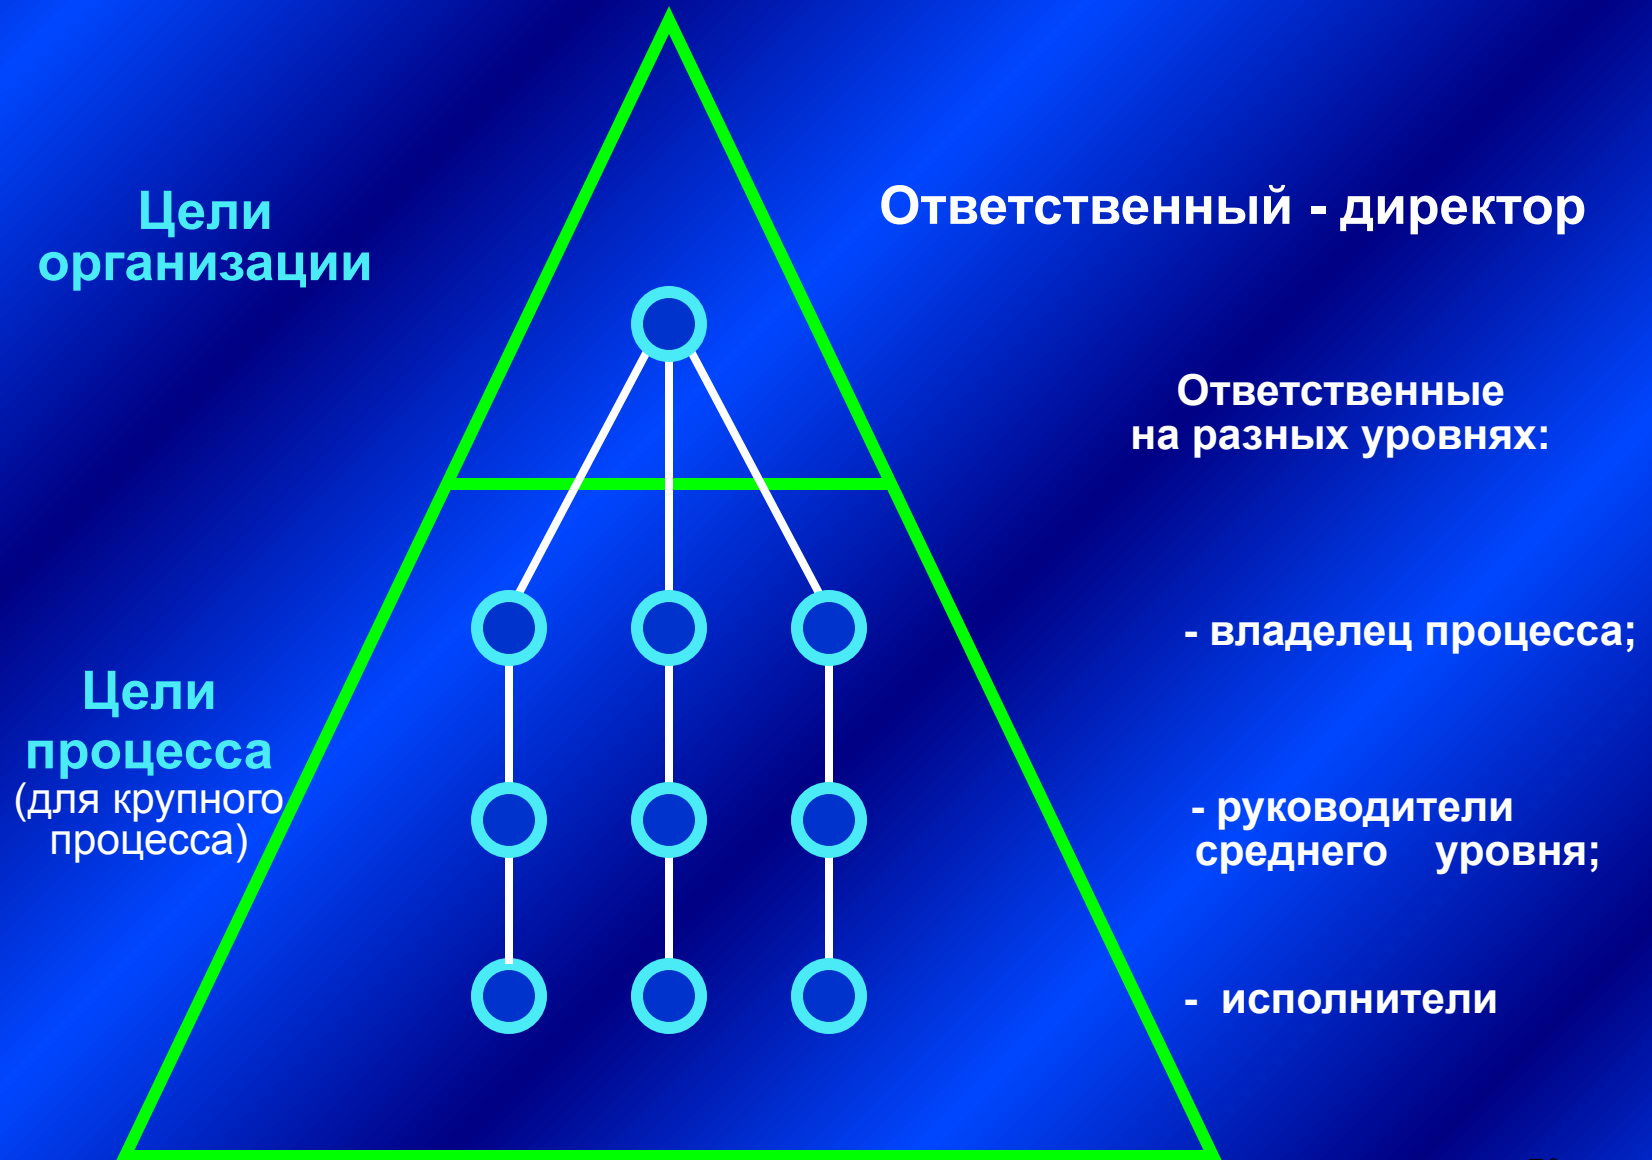 Цели
организации
Ответственный - директор
Ответственные
на разных уровнях:
- владелец процесса;
Цели
процесса
(для крупного
процесса)
- руководители
среднего уровня;
- исполнители